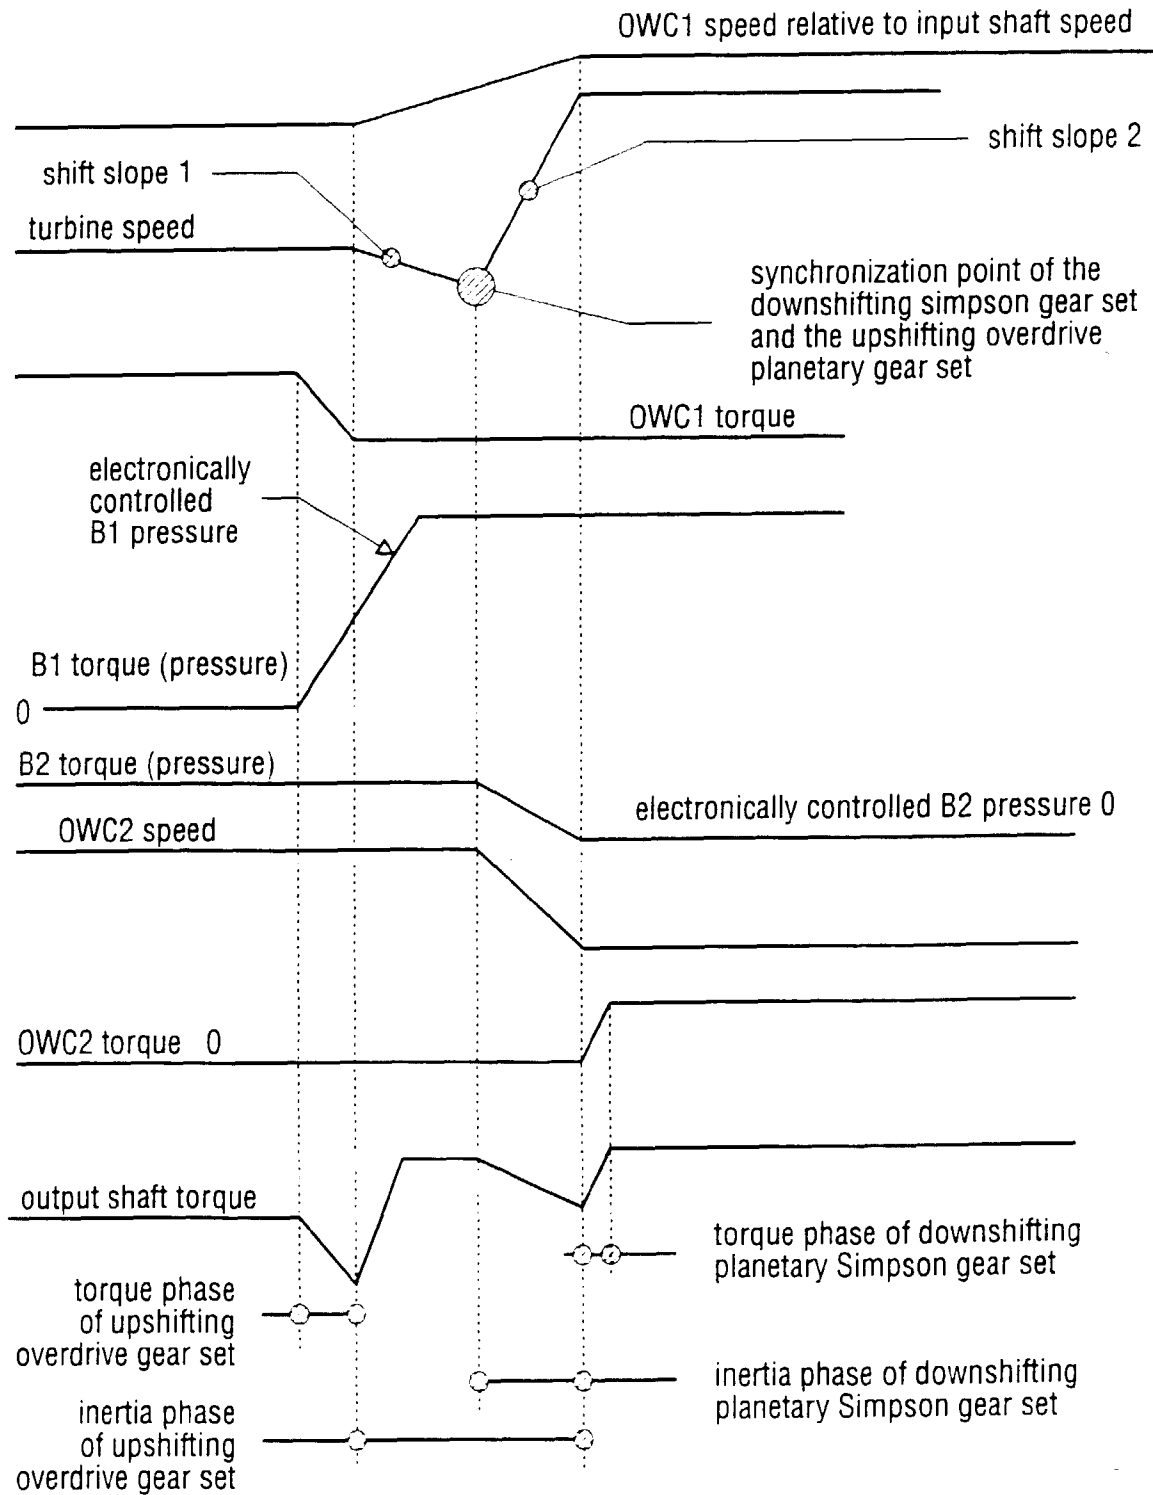 OWC1 speed relative to input shaft speed
shift slope 2
shift slope 1
turbine speed
synchronization point of the
downshifting simpson gear set
and the upshifting overdrive
planetary gear set
OWC1 torque
electronically
controlled
B1 pressure
B1 torque (pressure)
0
B2 torque (pressure)
electronically controlled B2 pressure 0
OWC2 speed
OWC2 torque 0
output shaft torque
torque phase of downshifting
planetary Simpson gear set
torque phase
of upshifting
overdrive gear set
inertia phase of downshifting
planetary Simpson gear set
inertia phase
of upshifting
overdrive gear set